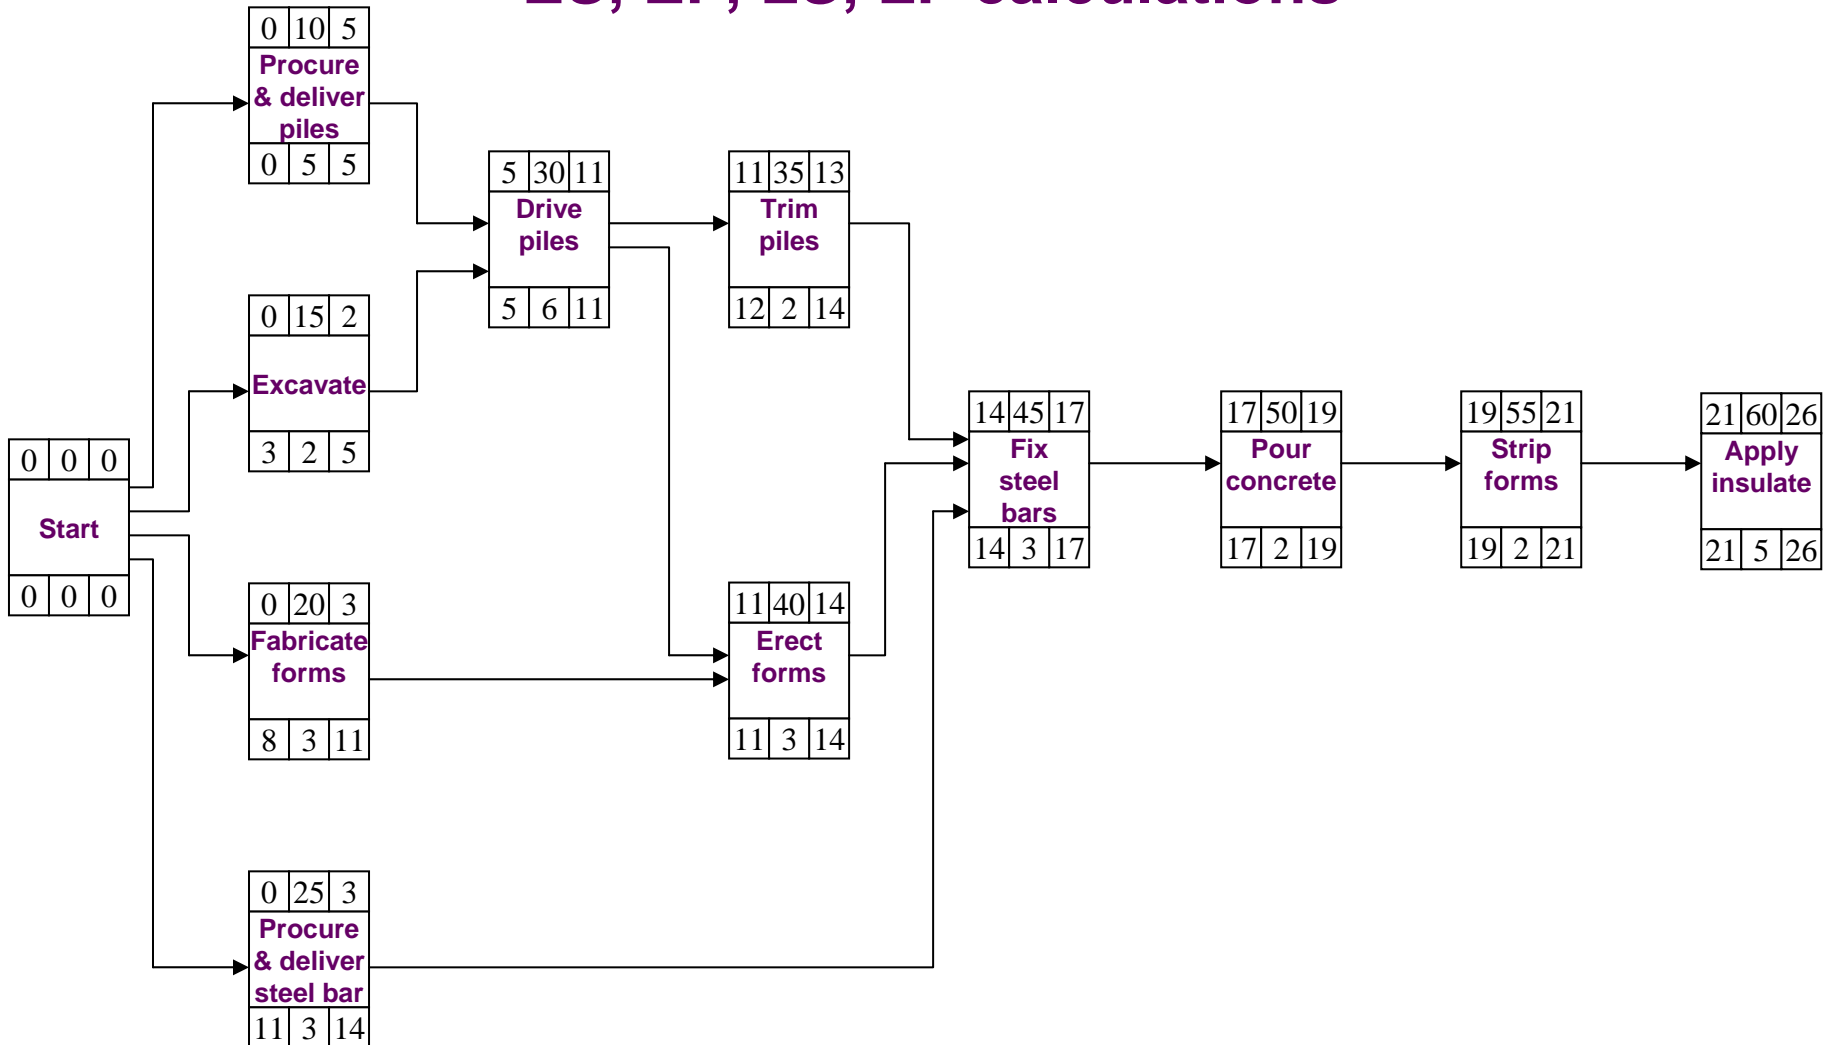 ES, EF, LS, LF calculations
0 10 5
Procure
& deliver
piles
0 5 5
5 30 11
Drive
piles
5 6 11
11 35 13
Trim
piles
12 2 14
0 15 2
Excavate
3 2 5
0 0 0
Start
0 0 0
14 45 17
Fix
steel
bars
14 3 17
17 50 19
Pour
concrete
17 2 19
19 55 21
Strip
forms
19 2 21
21 60 26
Apply
insulate
21 5 26
0 20 3
Fabricate
forms
8 3 11
11 40 14
Erect
forms
11 3 14
0 25 3
Procure
& deliver
steel bar
11 3 14